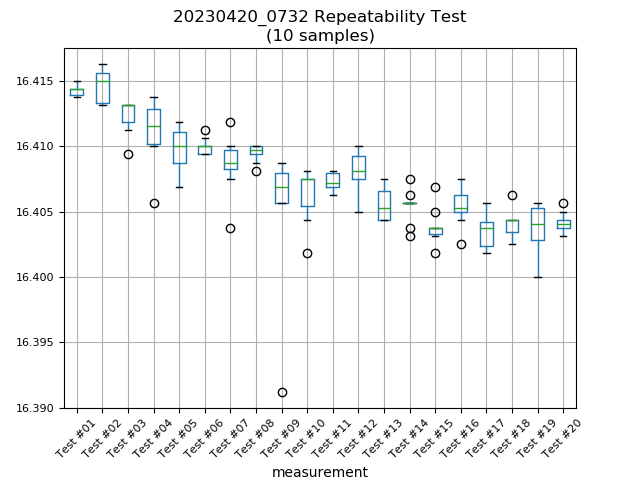 20230420_0732 Repeatability Test
(10 samples)
16.415
16.410
16.405
16.400
16.395
16.390
Test #01
Test #02
Test #03
Test #04
Test #05
Test #06
Test #07
Test #08
Test #09
Test #10
Test #11
Test #12
Test #13
Test #14
Test #15
Test #16
Test #17
Test #18
Test #19
Test #20
measurement